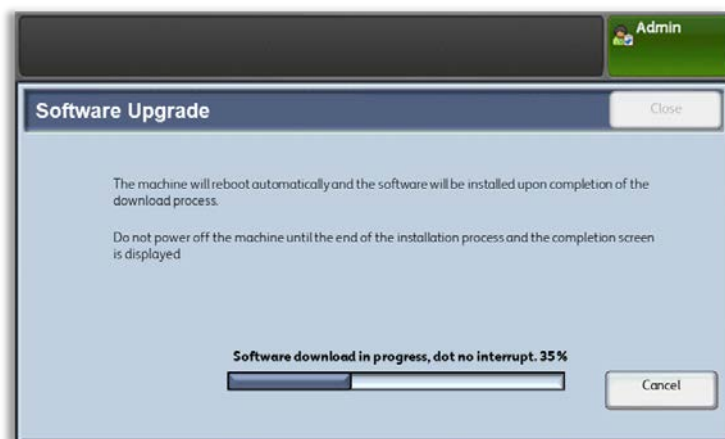 Admin
Software Upgrade
Close
The machine will reboot automatically and the software will be installed upon completion of the
download process.
Do not power off the machine until the end of the installation process and the completion screen
is displayed
Software download in progress, dot no interrupt. 35%
Cancel